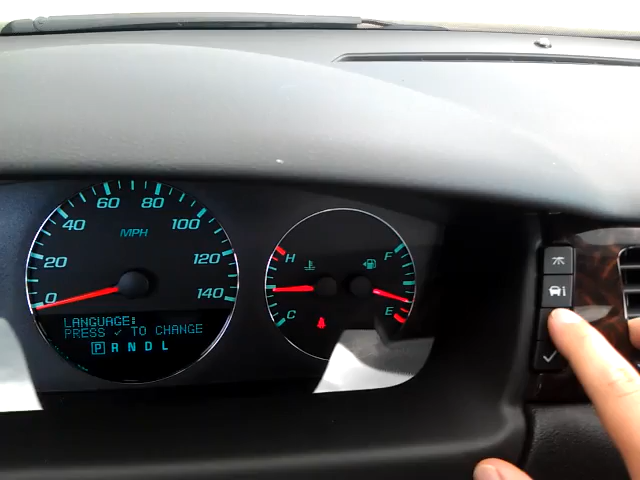 60 80
40 100
MPH
20 120
0 140
LANGUAGE:
PRESS ✓ TO CHANGE
P R N D L
H F
C E